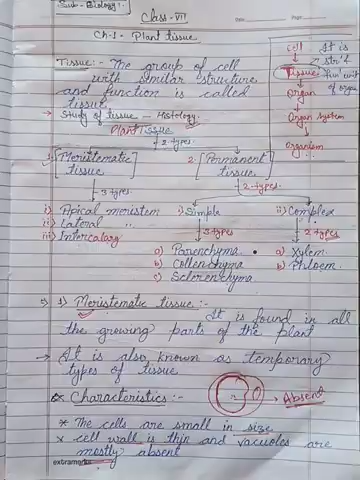 Sub:- Biology :-
Class-VII
Date
Page
Ch-1- Plant tissue
Tissue:- The group of cell
with similar structure
and function is called
tissue
→ Study of tissue - Histology.
cell → It is
Tissue
of organ
Organ
Organ system
Organism
Plant Tissue
2-types
1. Meristematic
tissue
2. Permanent
tissue
3-types
2-types
i) Apical meristem
ii) Lateral "
iii) Intercalary
i) Simple
3 types
a) Parenchyma
b) Collenchyma
c) Sclerenchyma
ii) Complex
2 types
a) Xylem
b) Phloem
1) Meristematic tissue:-
It is found in all
the growing parts of the plant
→ It is also known as temporary
types of tissue
Characteristics:-
Absent
* The cells are small in size
* cell wall is thin and vacuoles are
mostly absent
extramarks